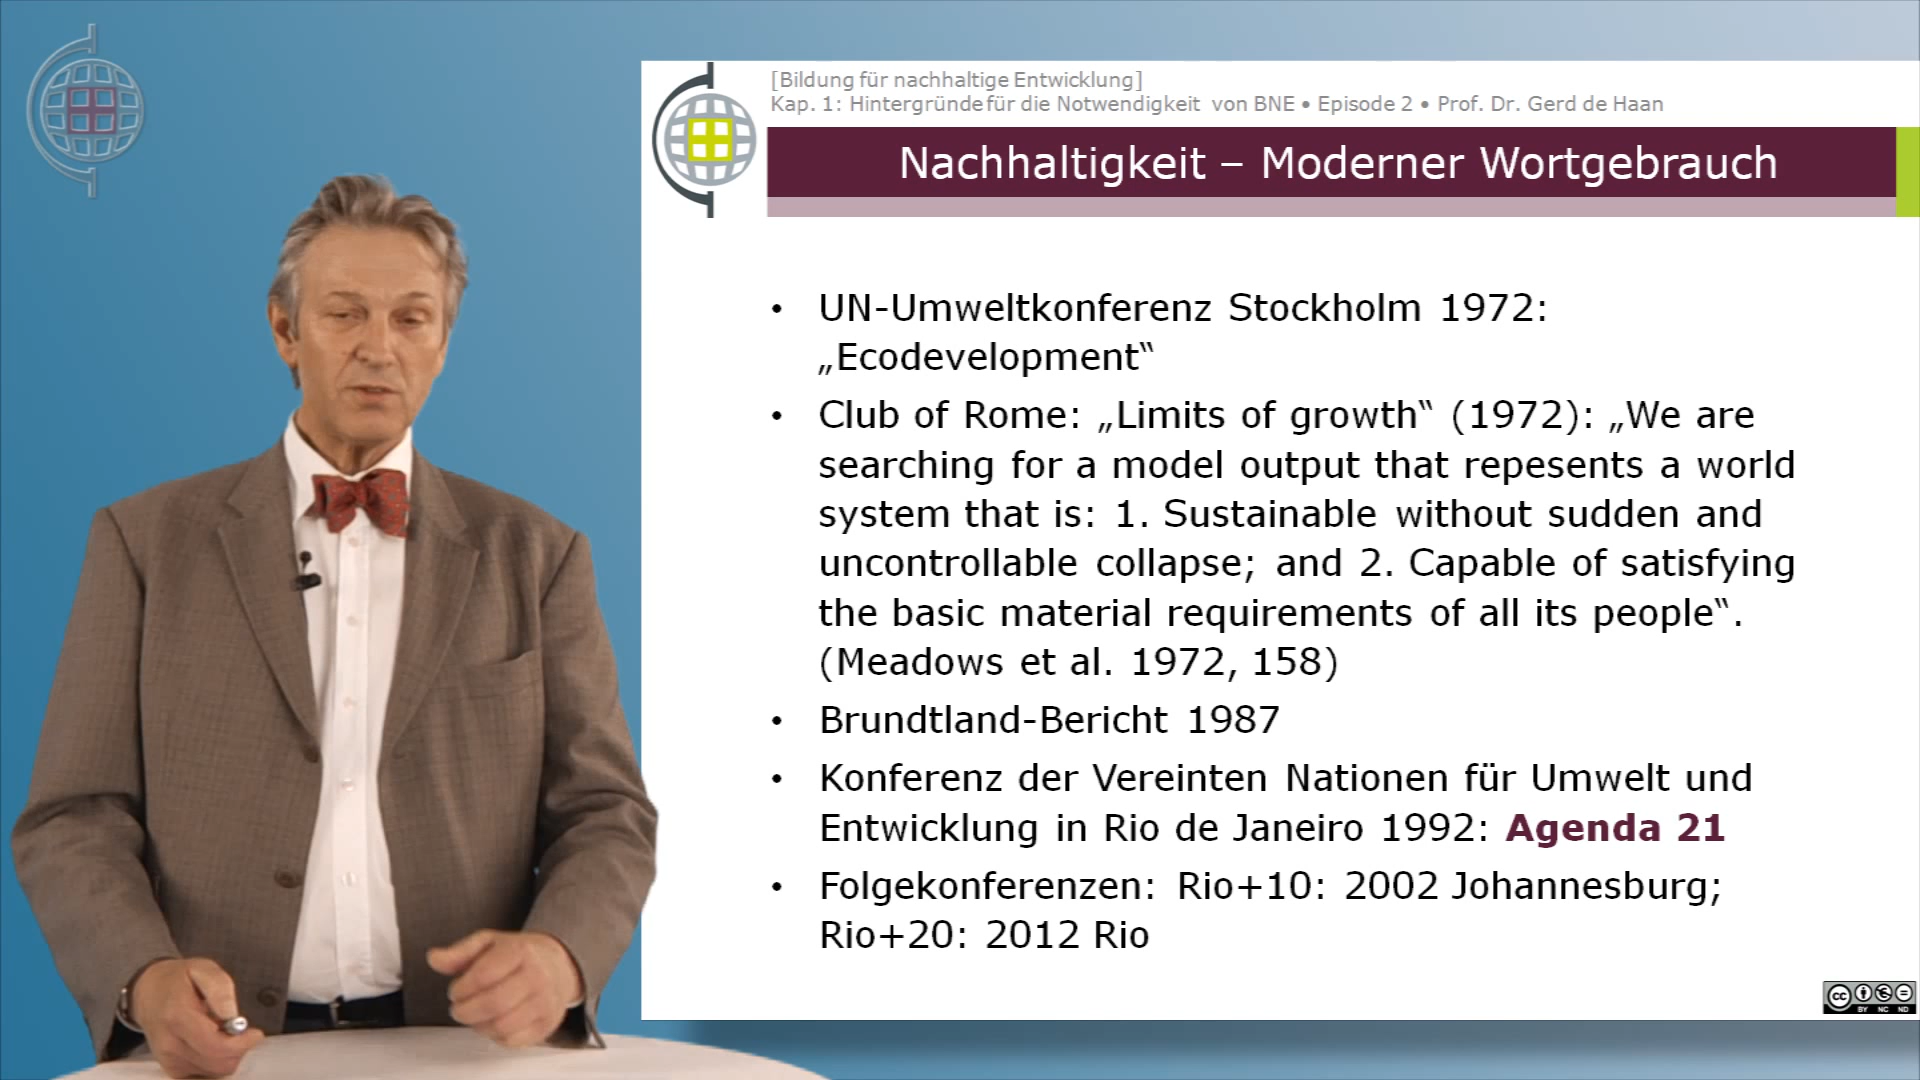 [Bildung für nachhaltige Entwicklung]
Kap. 1: Hintergründe für die Notwendigkeit von BNE • Episode 2 • Prof. Dr. Gerd de Haan
Nachhaltigkeit – Moderner Wortgebrauch
• UN-Umweltkonferenz Stockholm 1972:
„Ecodevelopment“
• Club of Rome: „Limits of growth“ (1972): „We are
searching for a model output that repesents a world
system that is: 1. Sustainable without sudden and
uncontrollable collapse; and 2. Capable of satisfying
the basic material requirements of all its people“.
(Meadows et al. 1972, 158)
• Brundtland-Bericht 1987
• Konferenz der Vereinten Nationen für Umwelt und
Entwicklung in Rio de Janeiro 1992: Agenda 21
• Folgekonferenzen: Rio+10: 2002 Johannesburg;
Rio+20: 2012 Rio
cc
BY NC ND